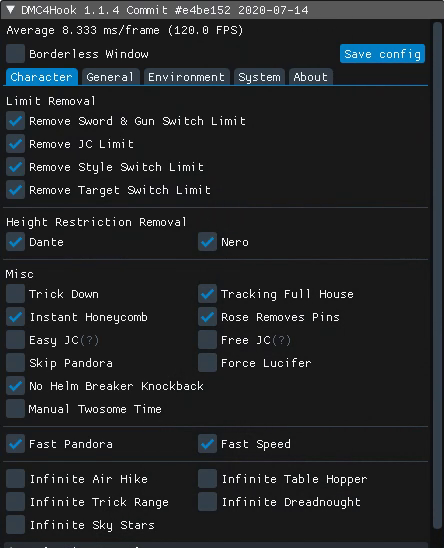 DMC4Hook 1.1.4 Commit #e4be152 2020-07-14
Average 8.333 ms/frame (120.0 FPS)
Borderless Window Save config
Character General Environment System About
Limit Removal
Remove Sword & Gun Switch Limit
Remove JC Limit
Remove Style Switch Limit
Remove Target Switch Limit
Height Restriction Removal
Dante Nero
Misc
Trick Down Tracking Full House
Instant Honeycomb Rose Removes Pins
Easy JC(?) Free JC(?)
Skip Pandora Force Lucifer
No Helm Breaker Knockback
Manual Twosome Time
Fast Pandora Fast Speed
Infinite Air Hike Infinite Table Hopper
Infinite Trick Range Infinite Dreadnought
Infinite Sky Stars